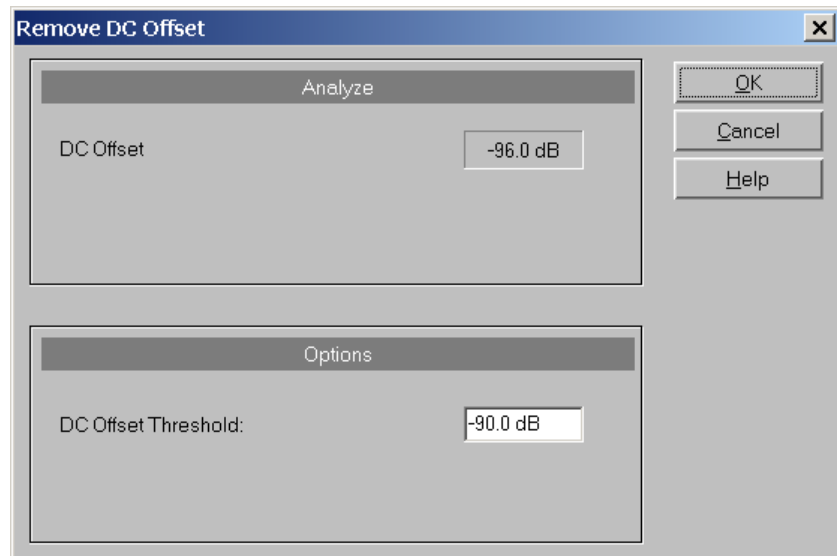 Remove DC Offset
Analyze
DC Offset -96.0 dB
OK
Cancel
Help
Options
DC Offset Threshold: -90.0 dB